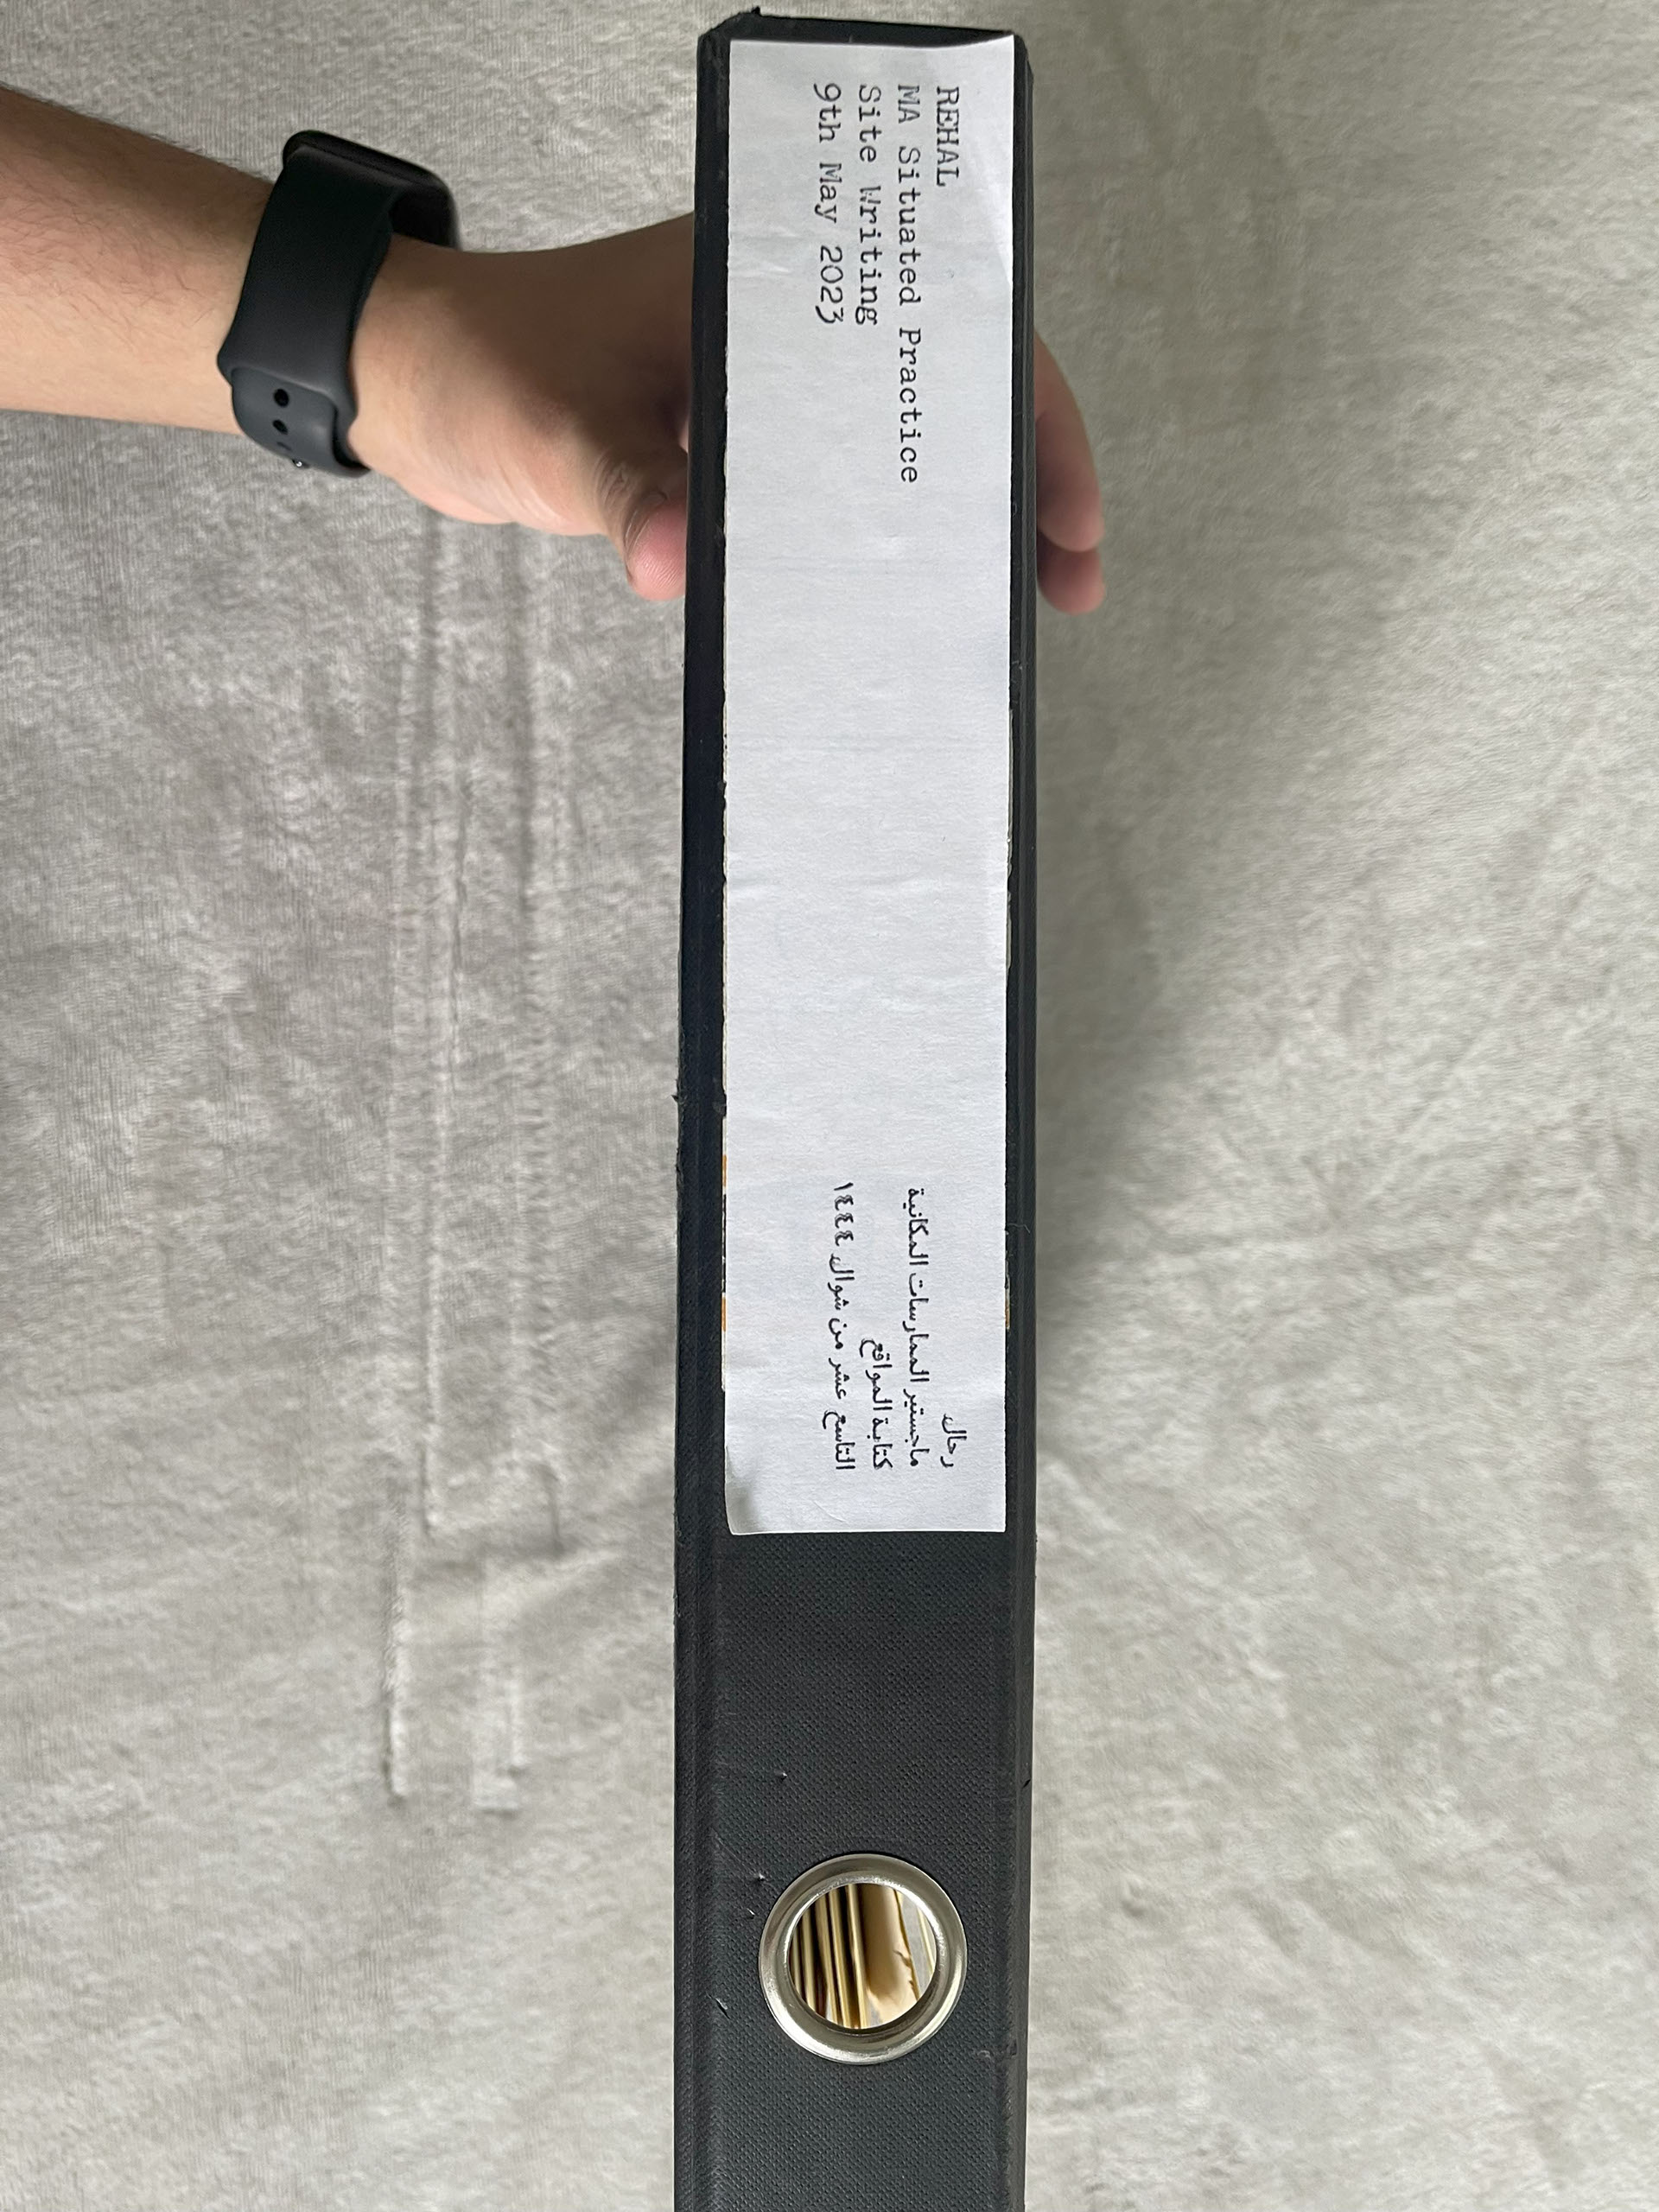 REHAL
MA Situated Practice
Site Writing
9th May 2023
رحال
ماجستير الممارسات المكانية
كتابة المواقع
التاسع عشر من شوال ١٤٤٤